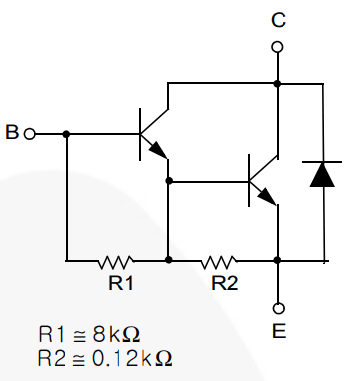 C
B
R1 R2
E
R1 ≅ 8kΩ
R2 ≅ 0.12kΩ